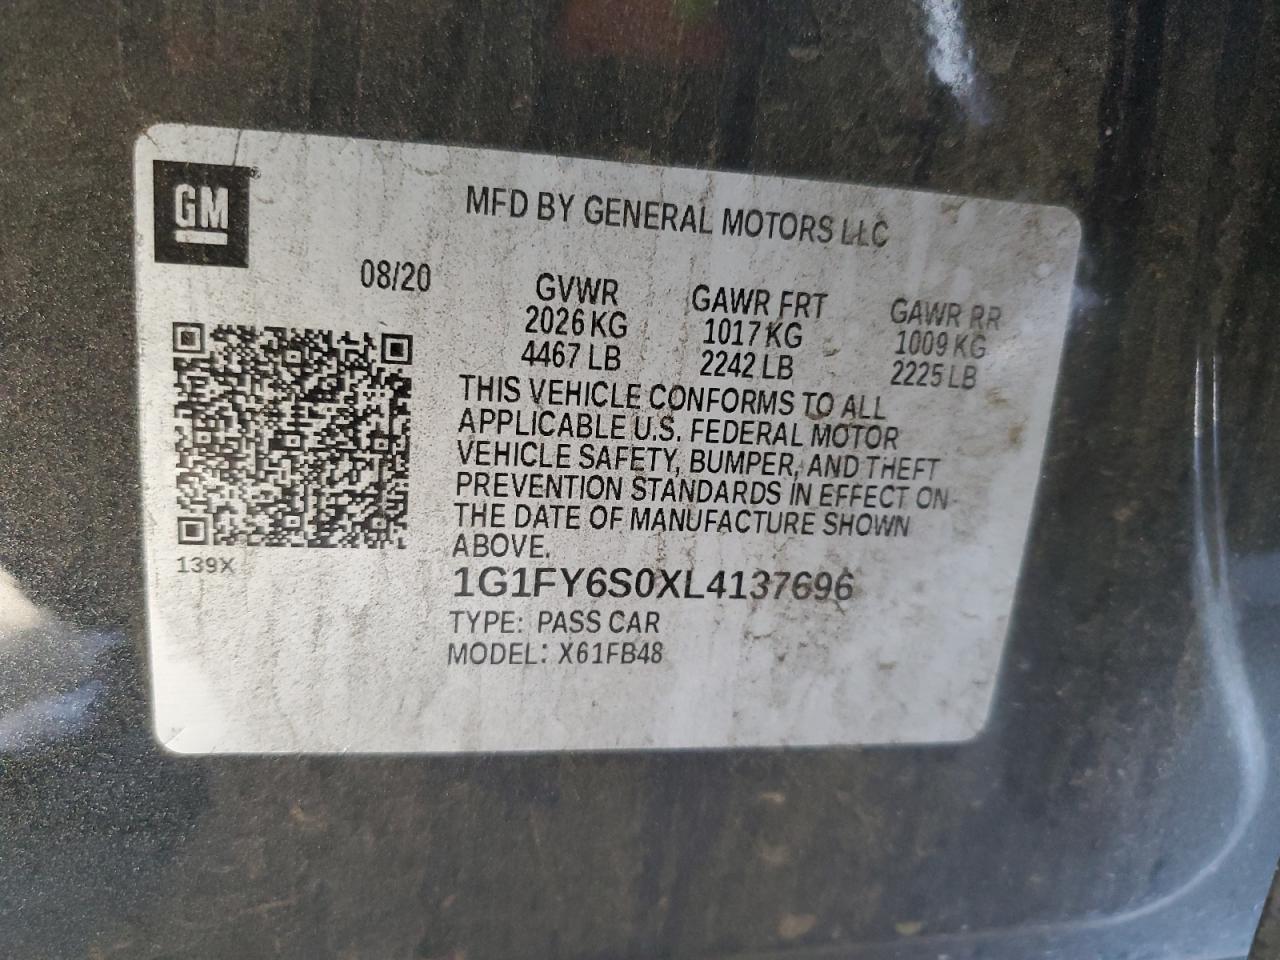 GM
MFD BY GENERAL MOTORS LLC
08/20
GVWR GAWR FRT GAWR RR
2026 KG 1017 KG 1009 KG
4467 LB 2242 LB 2225 LB
THIS VEHICLE CONFORMS TO ALL
APPLICABLE U.S. FEDERAL MOTOR
VEHICLE SAFETY, BUMPER, AND THEFT
PREVENTION STANDARDS IN EFFECT ON
THE DATE OF MANUFACTURE SHOWN
ABOVE.
139X
1G1FY6S0XL4137696
TYPE: PASS CAR
MODEL: X61FB48